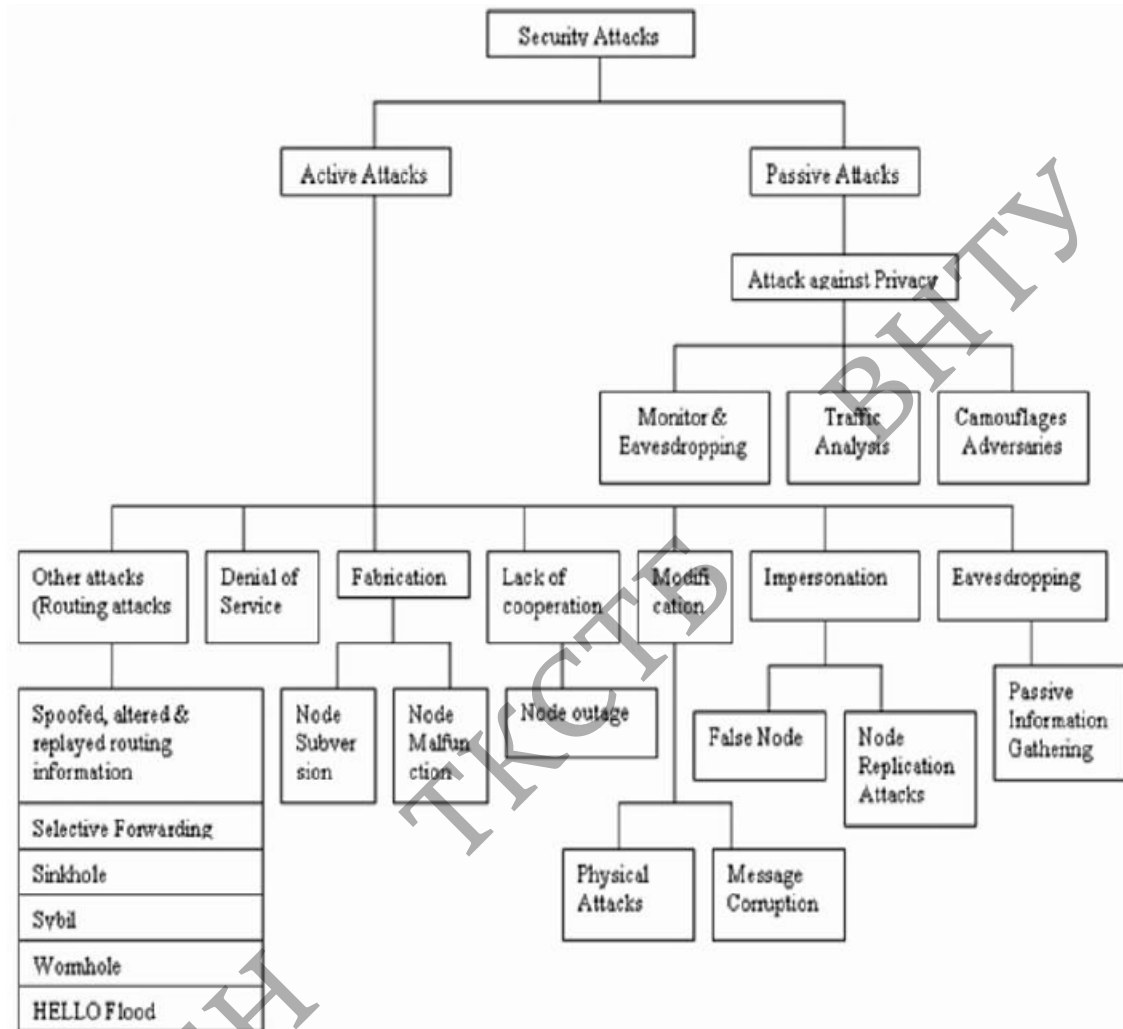 Security Attacks
Active Attacks
Passive Attacks
Attack against Privacy
Monitor &
Eavesdropping
Traffic
Analysis
Camouflages
Adversaries
Other attacks
(Routing attacks
Denial of
Service
Fabrication
Lack of
cooperation
Modifi
cation
Impersonation
Eavesdropping
Spoofed, altered &
replayed routing
information
Selective Forwarding
Sinkhole
Sybil
Wormhole
HELLO Flood
Node
Subver
sion
Node
Malfun
ction
Node outage
Physical
Attacks
Message
Corruption
False Node
Node
Replication
Attacks
Passive
Information
Gathering
ТКСТБ ВНТУ